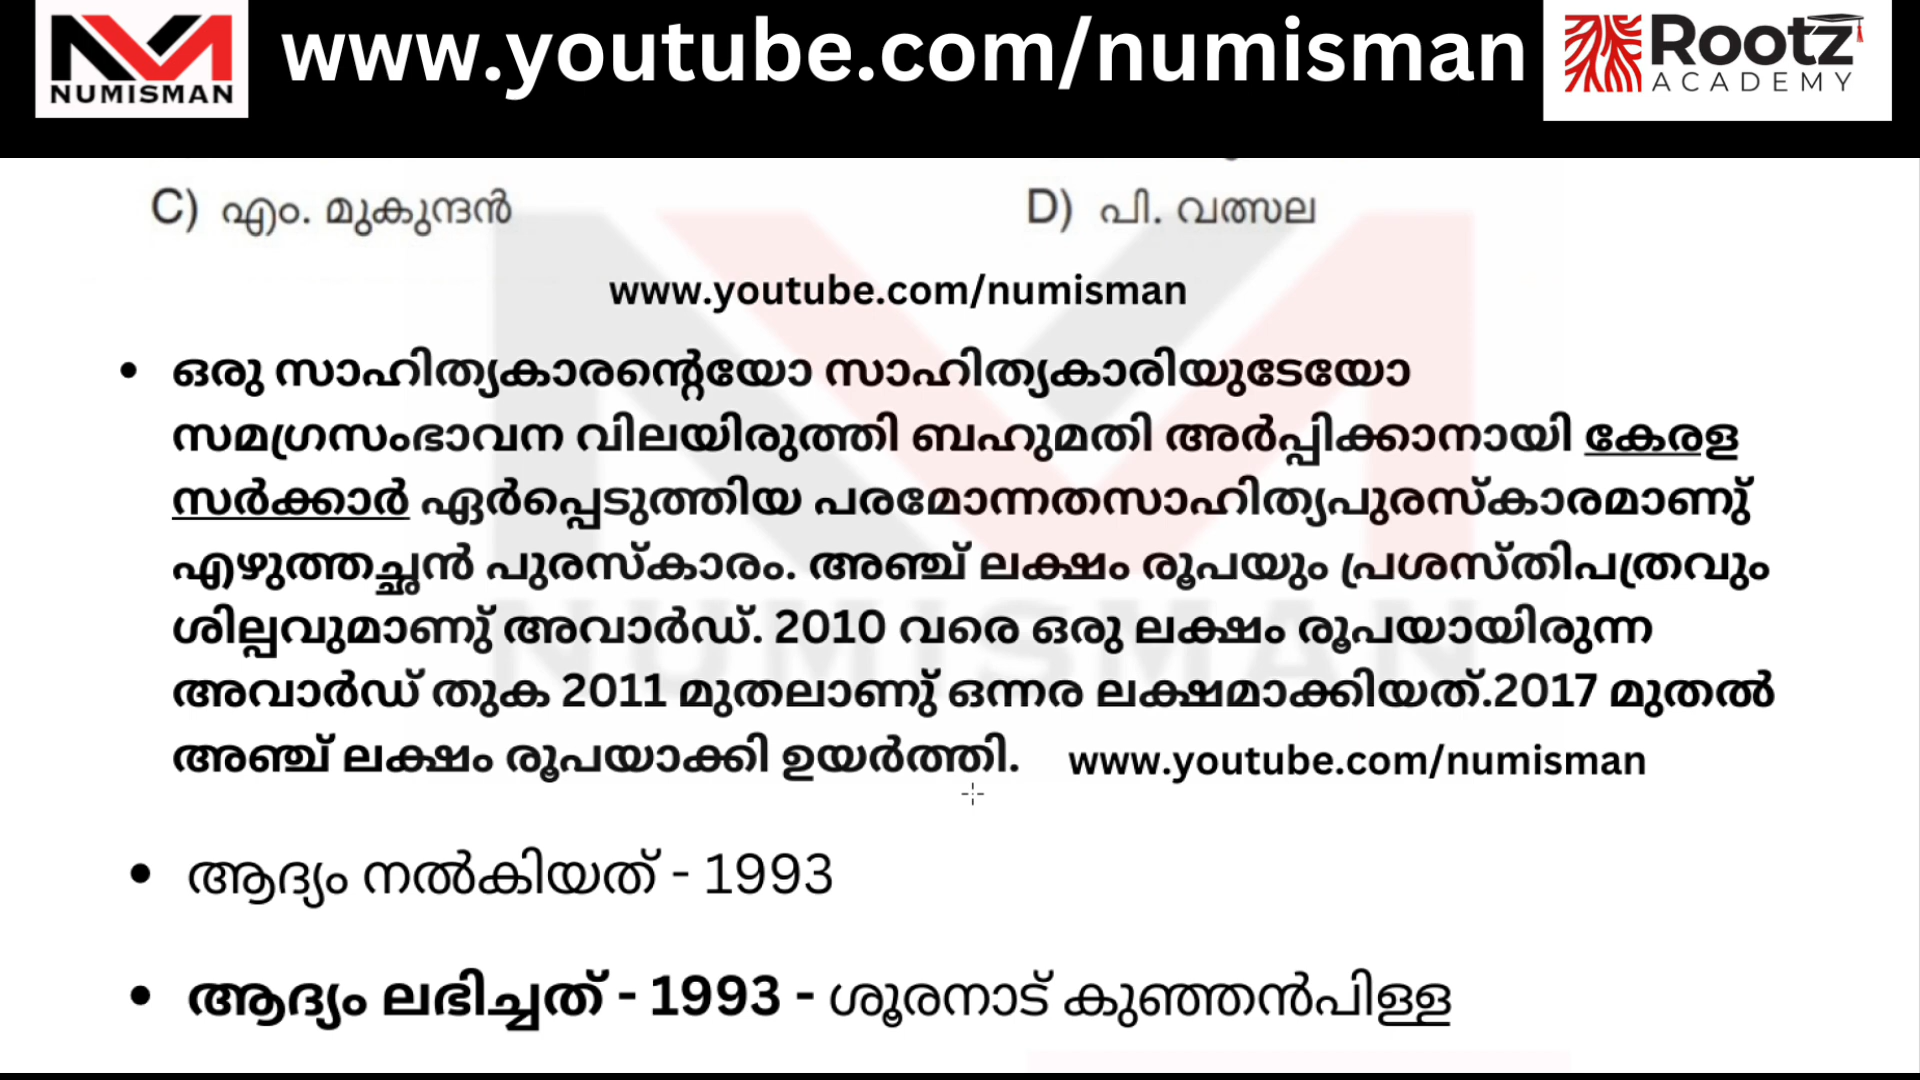 NUMISMAN
www.youtube.com/numisman
Rootz
ACADEMY
C) എം. മുകുന്ദൻ
D) പി. വത്സല
www.youtube.com/numisman
• ഒരു സാഹിത്യകാരന്റെയോ സാഹിത്യകാരിയുടേയോ
സമഗ്രസംഭാവന വിലയിരുത്തി ബഹുമതി അർപ്പിക്കാനായി കേരള
സർക്കാർ ഏർപ്പെടുത്തിയ പരമോന്നതസാഹിത്യപുരസ്കാരമാണു്
എഴുത്തച്ഛൻ പുരസ്കാരം. അഞ്ച് ലക്ഷം രൂപയും പ്രശസ്തിപത്രവും
ശില്പവുമാണു് അവാർഡ്. 2010 വരെ ഒരു ലക്ഷം രൂപയായിരുന്ന
അവാർഡ് തുക 2011 മുതലാണു് ഒന്നര ലക്ഷമാക്കിയത്.2017 മുതൽ
അഞ്ച് ലക്ഷം രൂപയാക്കി ഉയർത്തി.
www.youtube.com/numisman
• ആദ്യം നൽകിയത് - 1993
• ആദ്യം ലഭിച്ചത് - 1993 - ശൂരനാട് കുഞ്ഞൻപിള്ള
NUMISMAN